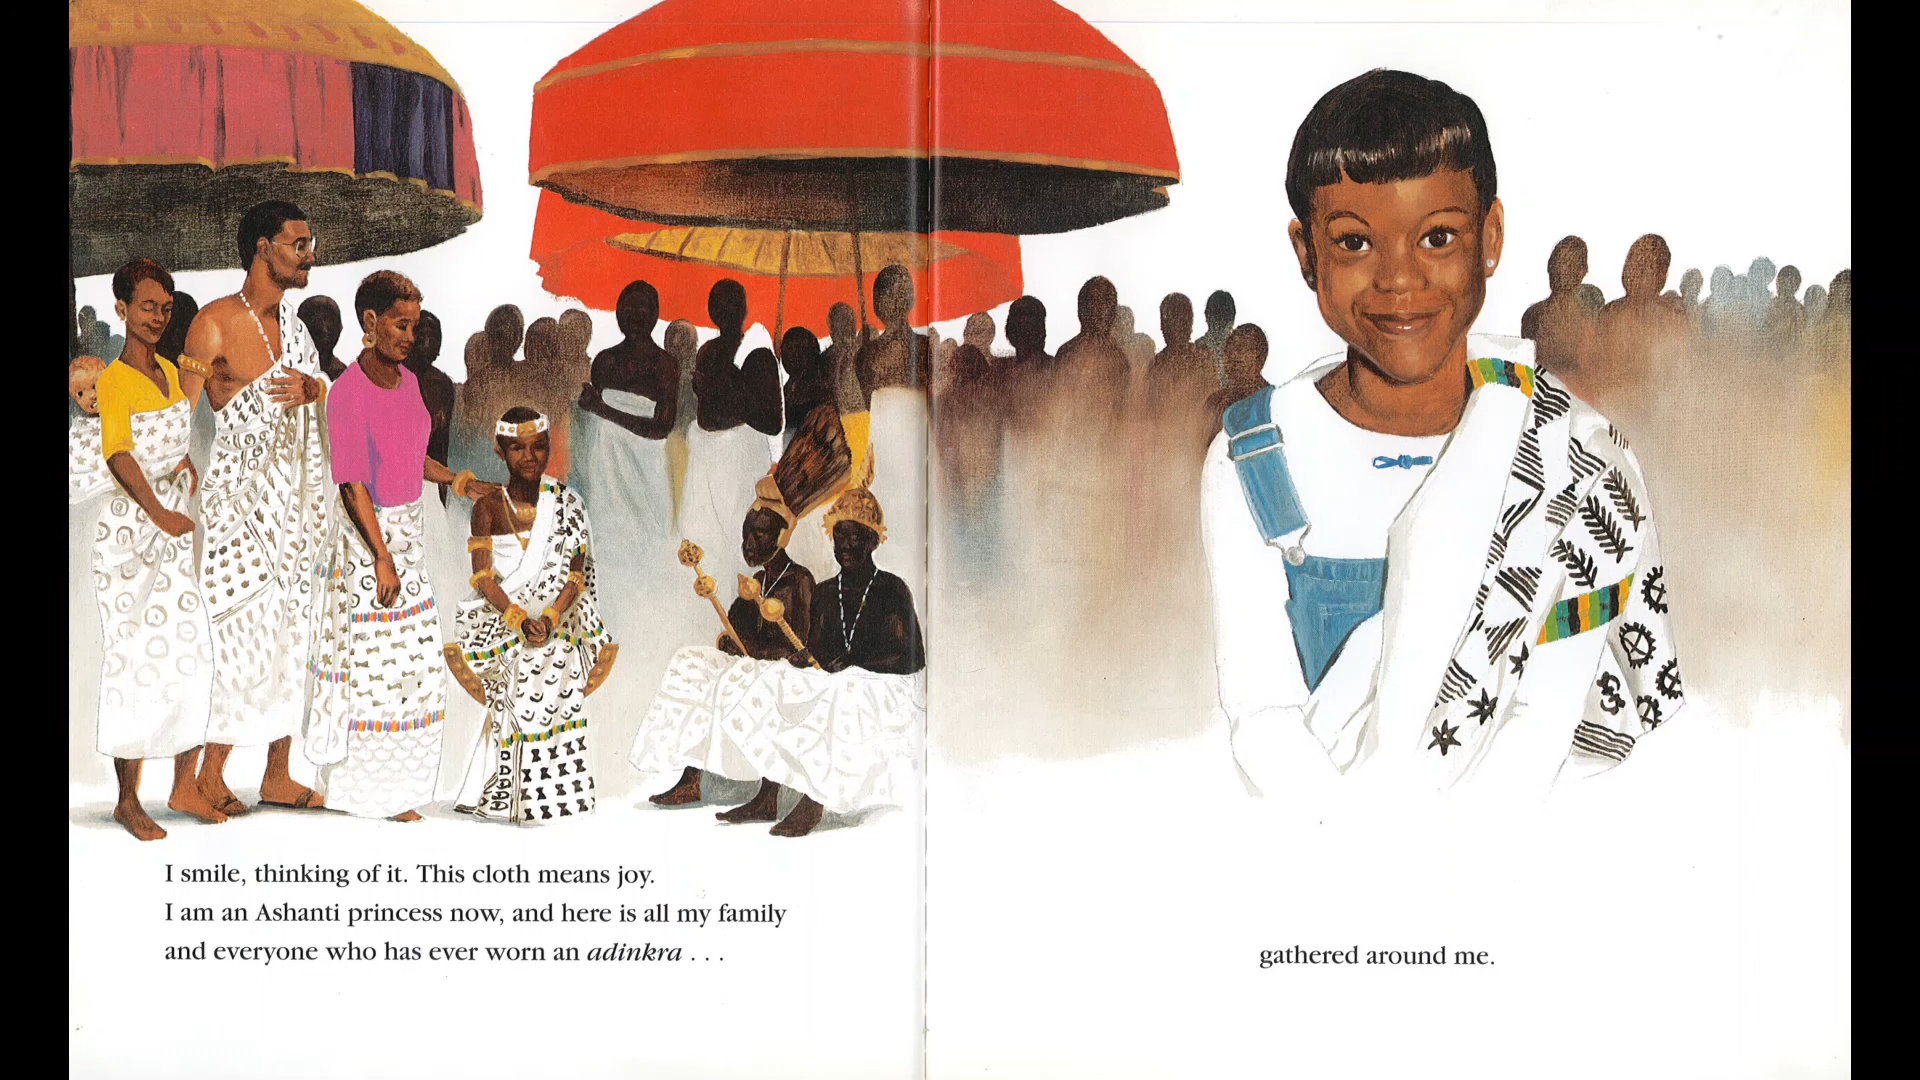 I smile, thinking of it. This cloth means joy.
I am an Ashanti princess now, and here is all my family
and everyone who has ever worn an adinkra . . .
gathered around me.